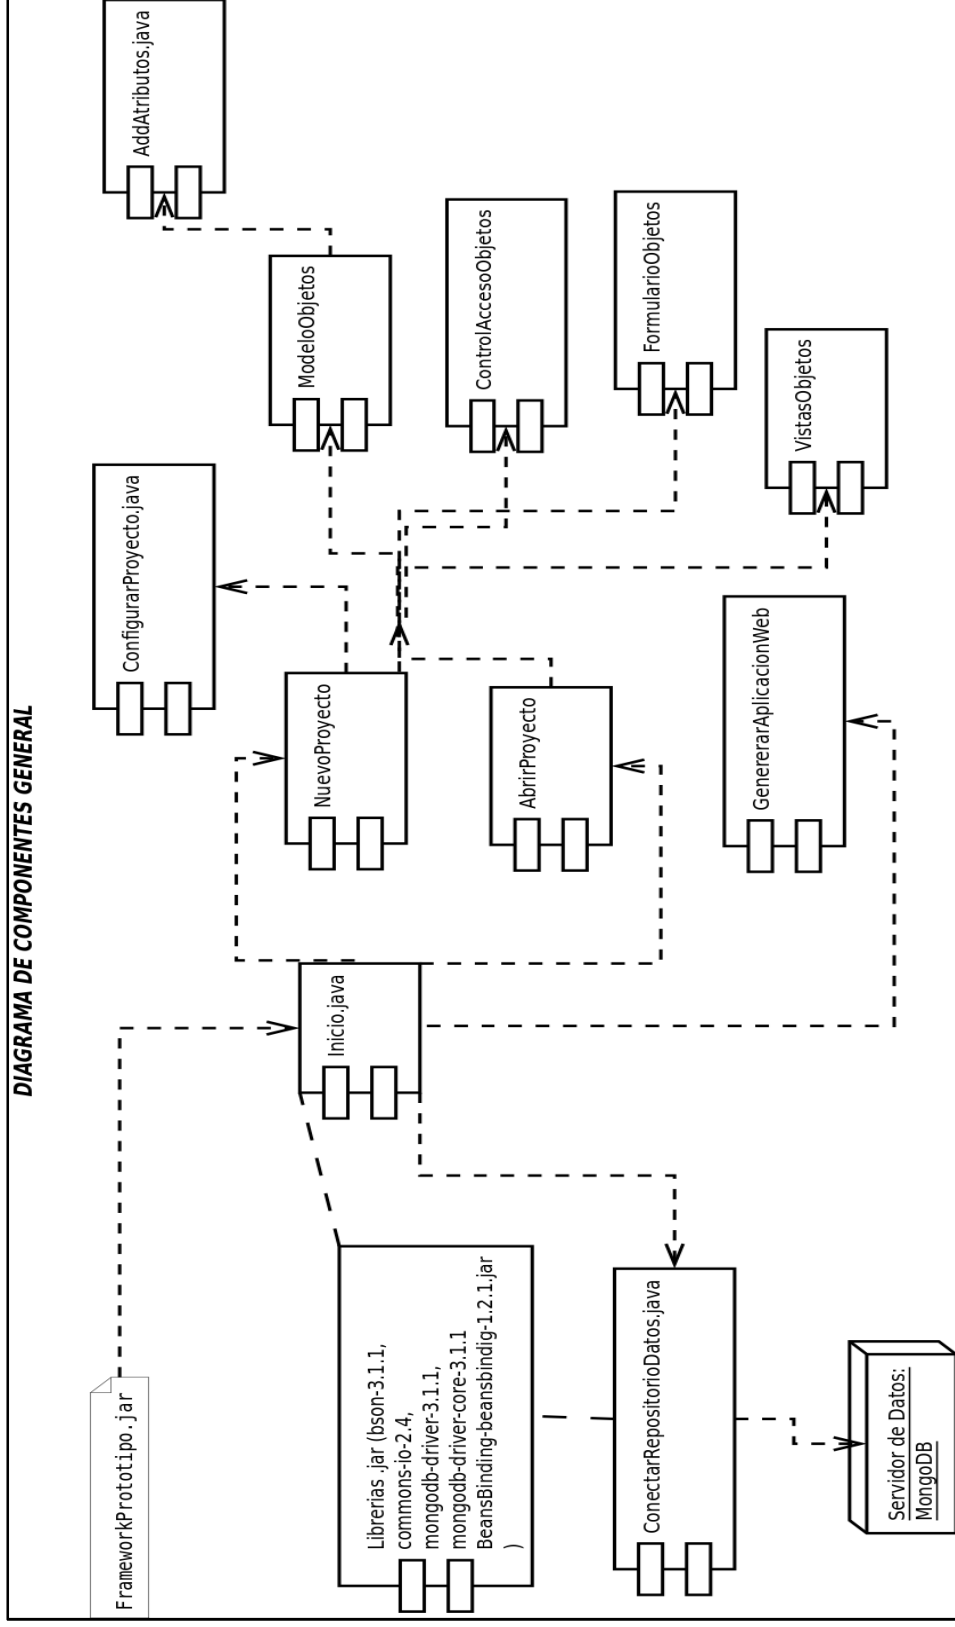 DIAGRAMA DE COMPONENTES GENERAL
FrameworkPrototipo.jar
ConfigurarProyecto.java
AddAtributos.java
Inicio.java
NuevoProyecto
ModeloObjetos
Librerias .jar (bson-3.1.1,
commons-io-2.4,
mongodb-driver-3.1.1,
mongodb-driver-core-3.1.1
BeansBinding-beansbindig-1.2.1.jar
)
AbrirProyecto
ControlAccesoObjetos
ConectarRepositorioDatos.java
FormularioObjetos
GenererarAplicacionWeb
VistasObjetos
Servidor de Datos:
MongoDB